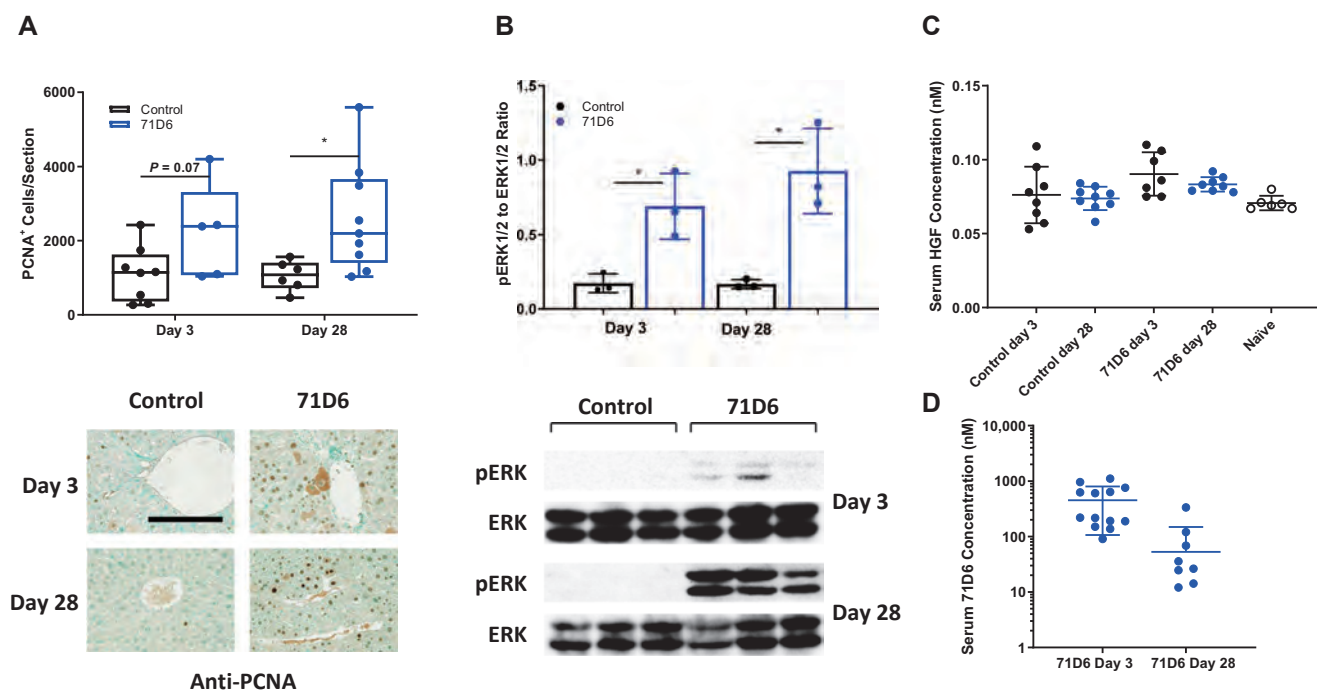 A
PCNA⁺ Cells/Section
6000
4000
2000
0
Control
71D6
P = 0.07
*
Day 3
Day 28
Control
71D6
Day 3
Day 28
Anti-PCNA
B
pERK1/2 to ERK1/2 Ratio
1.5
1.0
0.5
0.0
Control
71D6
*
*
Day 3
Day 28
Control
71D6
pERK
ERK
Day 3
pERK
ERK
Day 28
C
Serum HGF Concentration (nM)
0.15
0.10
0.05
0.00
Control day 3
Control day 28
71D6 day 3
71D6 day 28
Naïve
D
Serum 71D6 Concentration (nM)
10,000
1000
100
10
1
71D6 Day 3
71D6 Day 28